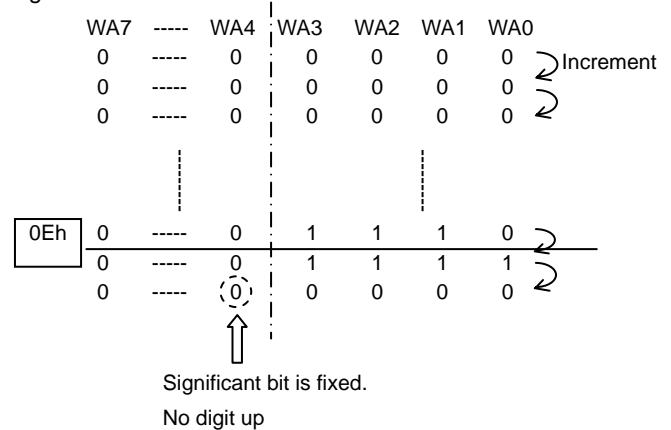 WA7 ----- WA4 WA3 WA2 WA1 WA0
0 ----- 0 0 0 0 0 Increment
0 ----- 0 0 0 0 0
0 ----- 0 0 0 0 0
0Eh 0 ----- 0 1 1 1 0
0 ----- 0 1 1 1 1
0 ----- 0 0 0 0 0
Significant bit is fixed.
No digit up